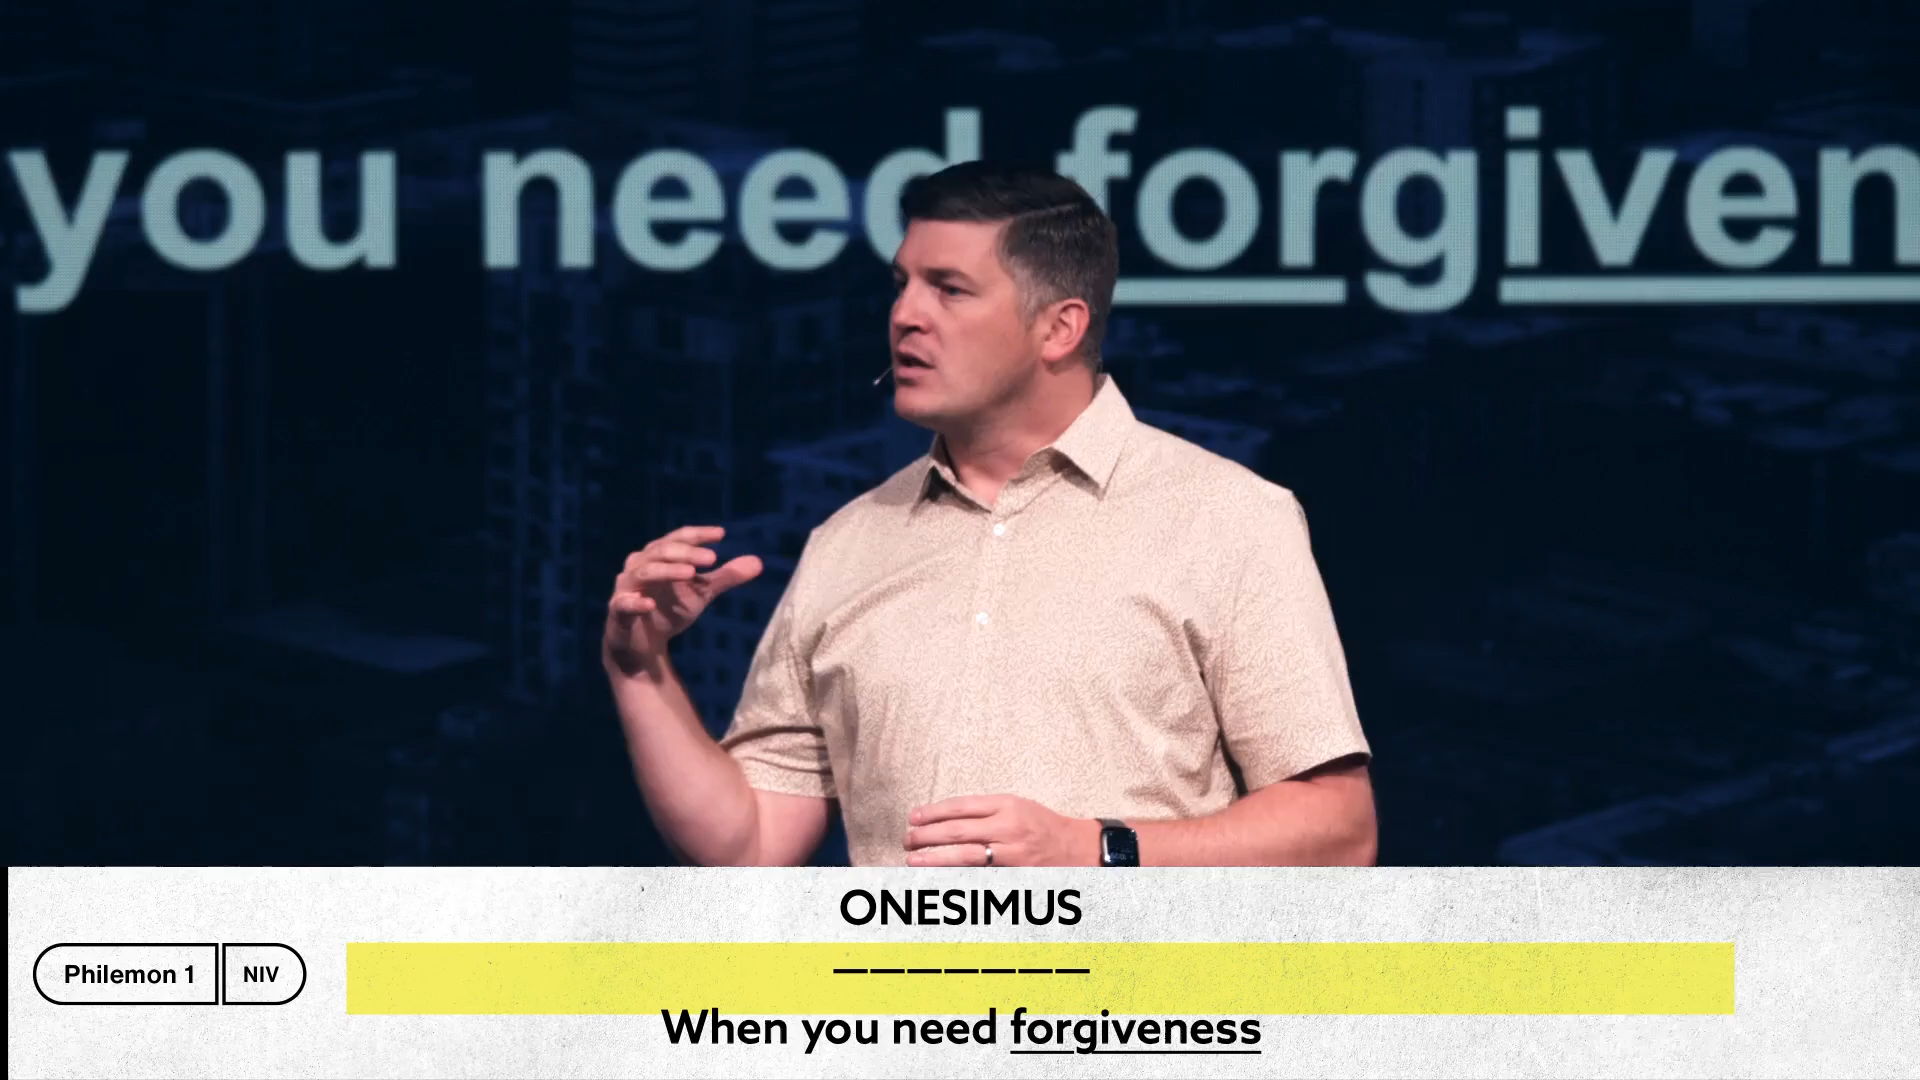 you need forgiven
ONESIMUS
Philemon 1 NIV
———————
When you need forgiveness